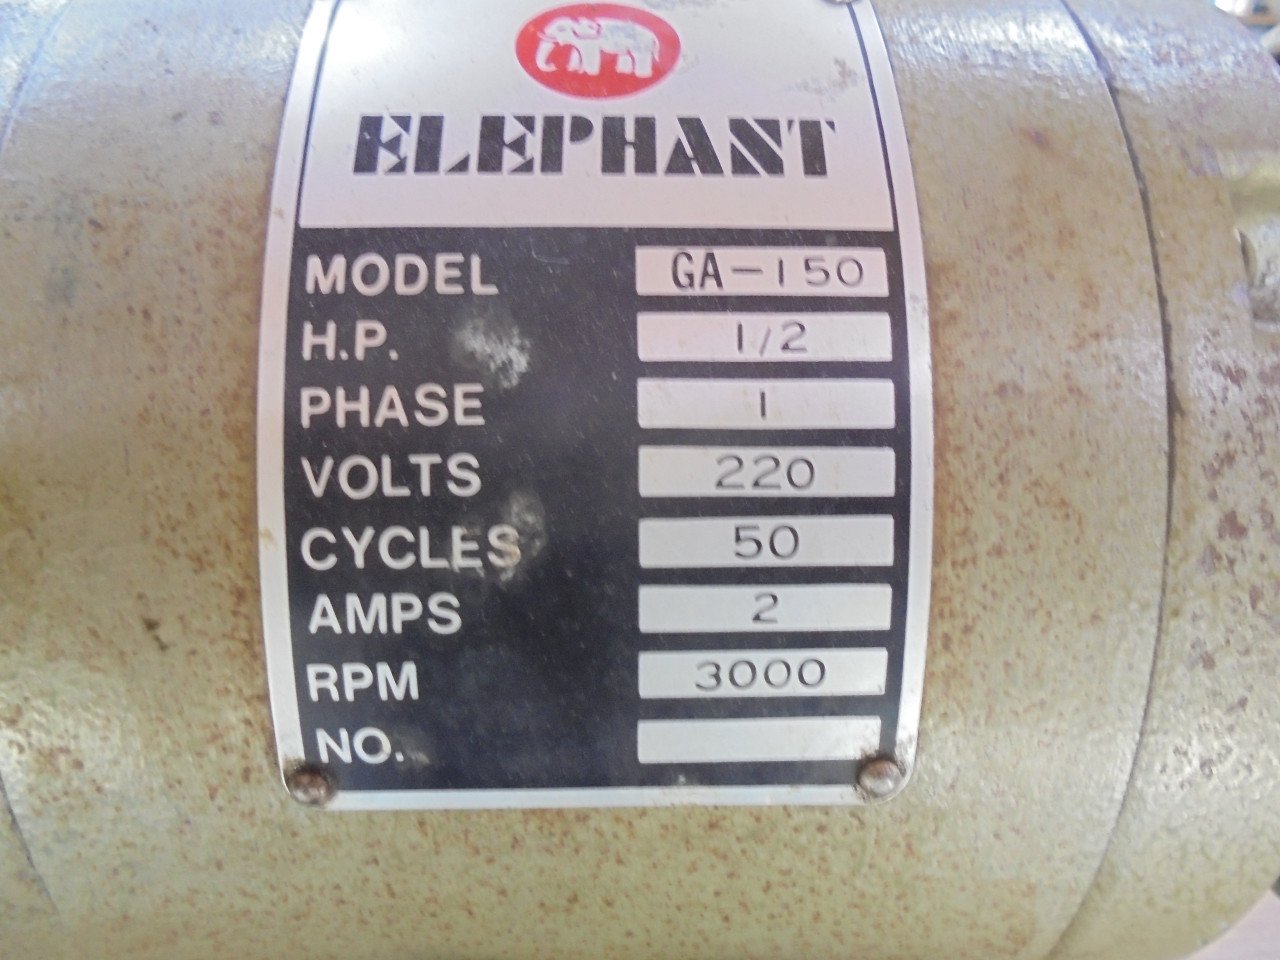 ELEPHANT
MODEL GA-150
H.P. 1/2
PHASE 1
VOLTS 220
CYCLES 50
AMPS 2
RPM 3000
NO.